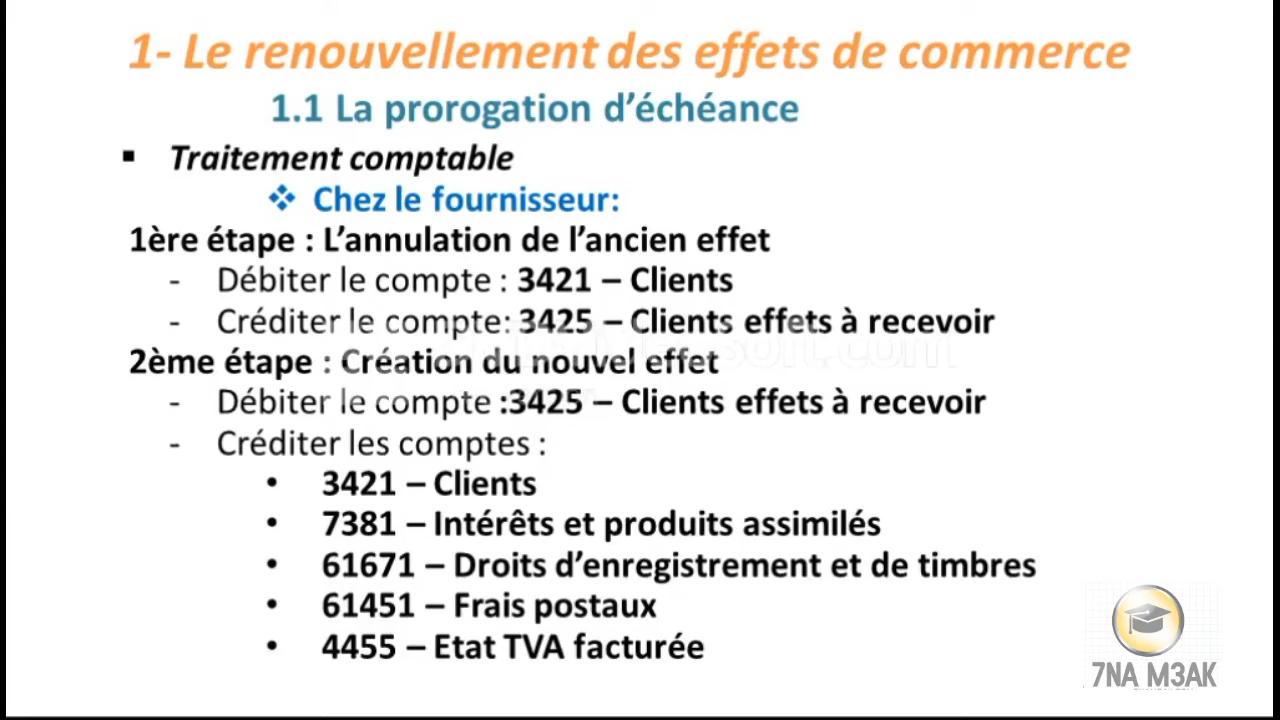 1- Le renouvellement des effets de commerce
1.1 La prorogation d'échéance
▪ Traitement comptable
❖ Chez le fournisseur:
1ère étape : L'annulation de l'ancien effet
- Débiter le compte : 3421 – Clients
- Créditer le compte: 3425 – Clients effets à recevoir
2ème étape : Création du nouvel effet
- Débiter le compte :3425 – Clients effets à recevoir
- Créditer les comptes :
• 3421 – Clients
• 7381 – Intérêts et produits assimilés
• 61671 – Droits d'enregistrement et de timbres
• 61451 – Frais postaux
• 4455 – Etat TVA facturée
7NA M3AK